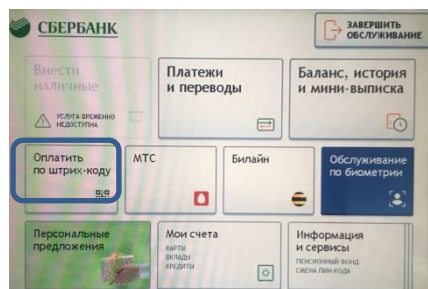 СБЕРБАНК
ЗАВЕРШИТЬ
ОБСЛУЖИВАНИЕ
Внести
наличные
УСЛУГА ВРЕМЕННО
НЕДОСТУПНА
Платежи
и переводы
Баланс, история
и мини-выписка
Оплатить
по штрих-коду
МТС
Билайн
Обслуживание
по биометрии
Персональные
предложения
Мои счета
КАРТЫ
ВКЛАДЫ
КРЕДИТЫ
Информация
и сервисы
ПЕНСИОННЫЙ ФОНД
СМЕНА ПИН-КОДА